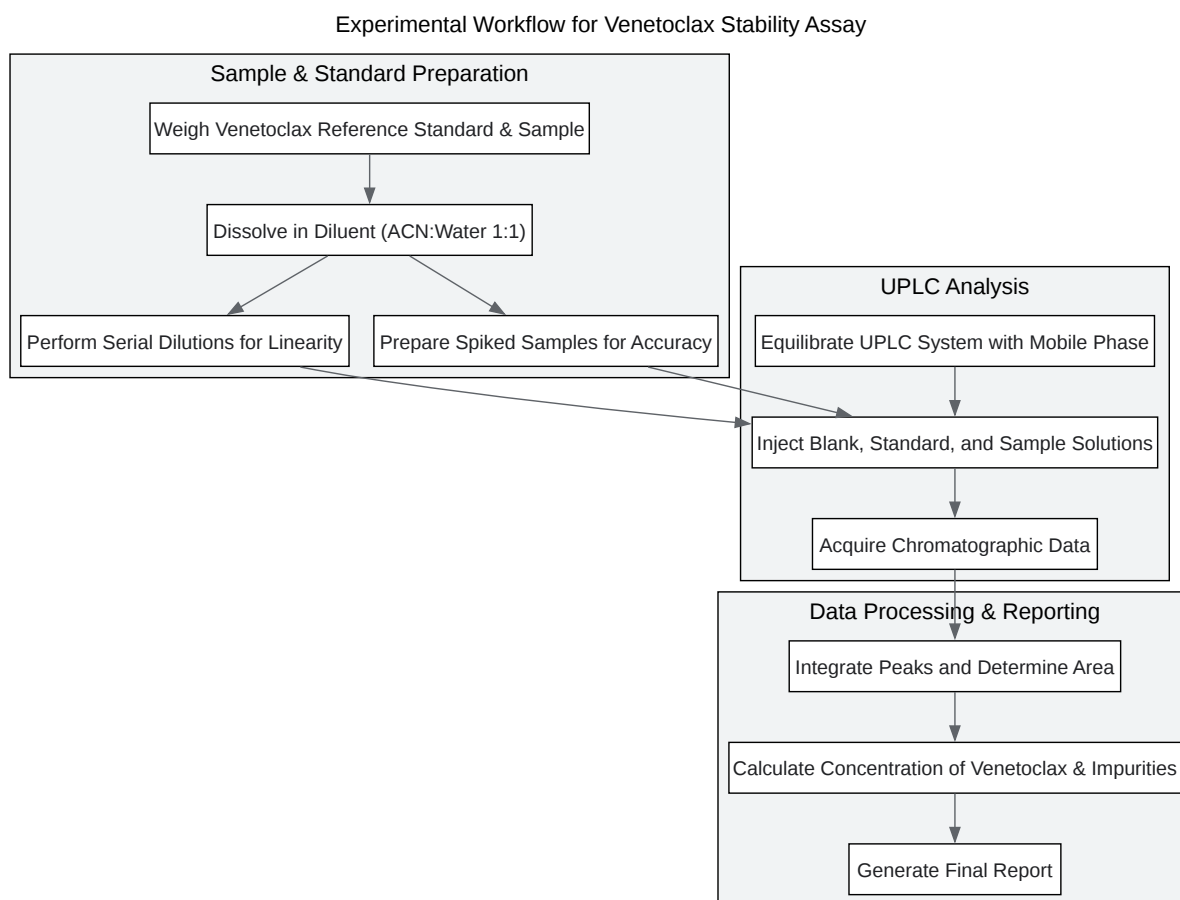 Experimental Workflow for Venetoclax Stability Assay
Sample & Standard Preparation
Weigh Venetoclax Reference Standard & Sample
Dissolve in Diluent (ACN:Water 1:1)
Perform Serial Dilutions for Linearity
Prepare Spiked Samples for Accuracy
UPLC Analysis
Equilibrate UPLC System with Mobile Phase
Inject Blank, Standard, and Sample Solutions
Acquire Chromatographic Data
Data Processing & Reporting
Integrate Peaks and Determine Area
Calculate Concentration of Venetoclax & Impurities
Generate Final Report